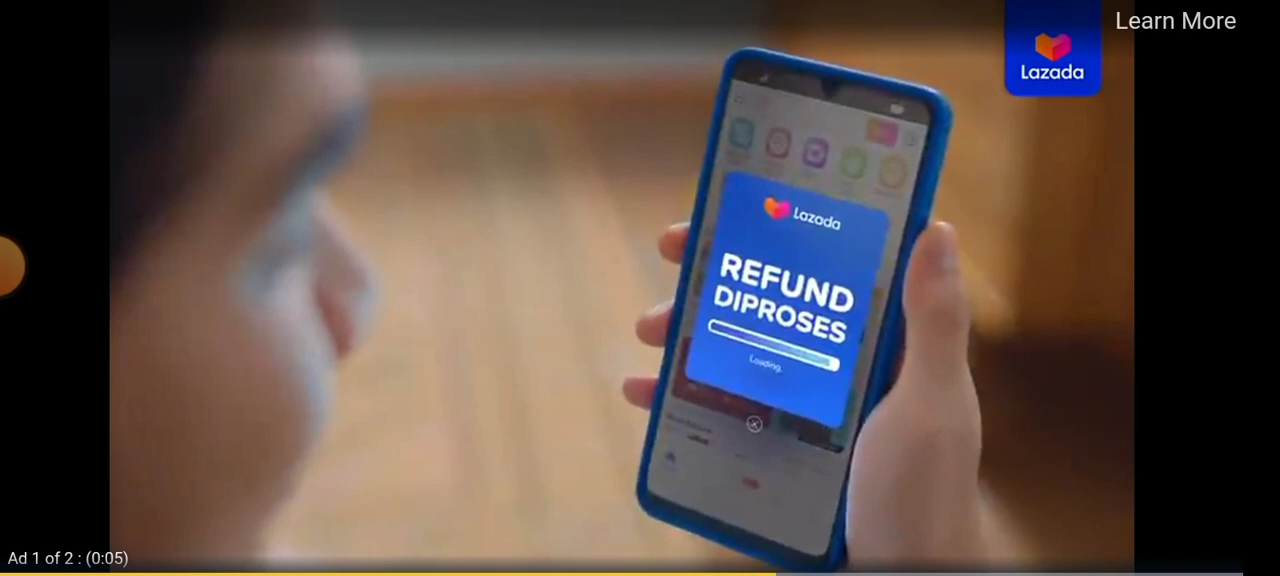 Learn More
Lazada
Lazada
REFUND
DIPROSES
Loading.
Ad 1 of 2 : (0:05)